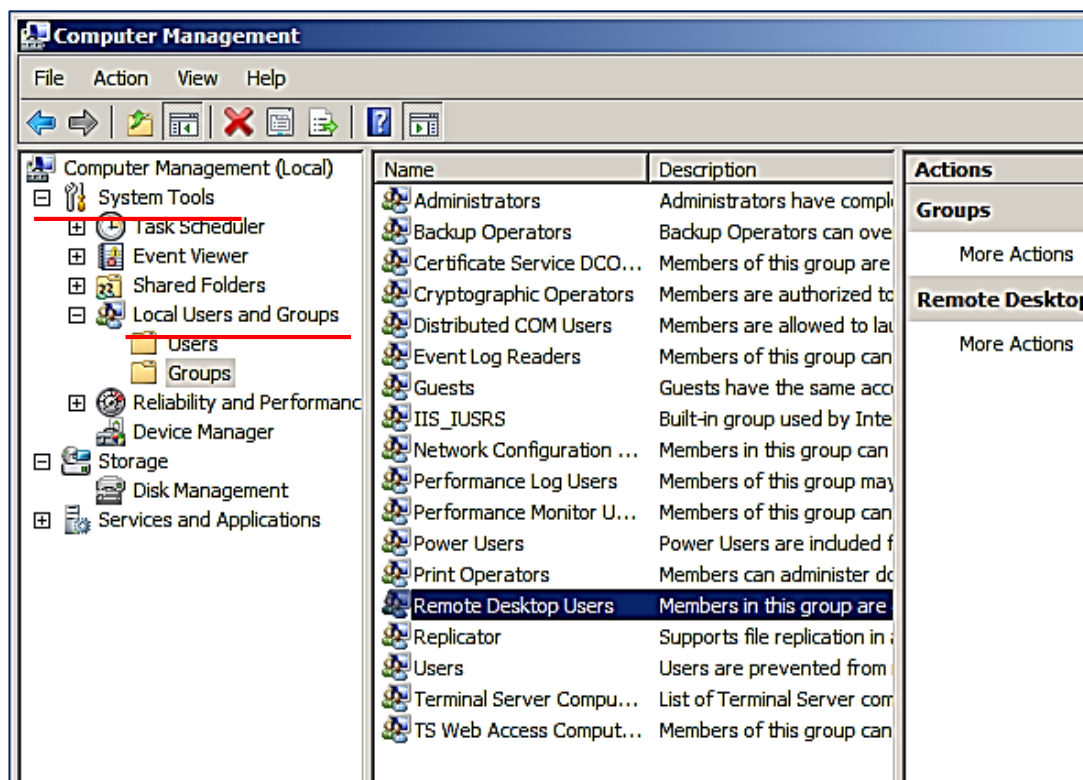 Computer Management
File Action View Help
Computer Management (Local)
System Tools
Task Scheduler
Event Viewer
Shared Folders
Local Users and Groups
Users
Groups
Reliability and Performanc
Device Manager
Storage
Disk Management
Services and Applications
Name Description
Administrators Administrators have compl
Backup Operators Backup Operators can ove
Certificate Service DCO... Members of this group are
Cryptographic Operators Members are authorized to
Distributed COM Users Members are allowed to lau
Event Log Readers Members of this group can
Guests Guests have the same acc
IIS_IUSRS Built-in group used by Inte
Network Configuration ... Members in this group can
Performance Log Users Members of this group may
Performance Monitor U... Members of this group can
Power Users Power Users are included f
Print Operators Members can administer do
Remote Desktop Users Members in this group are
Replicator Supports file replication in a
Users Users are prevented from
Terminal Server Compu... List of Terminal Server com
TS Web Access Comput... Members of this group can
Actions
Groups
More Actions
Remote Desktop
More Actions